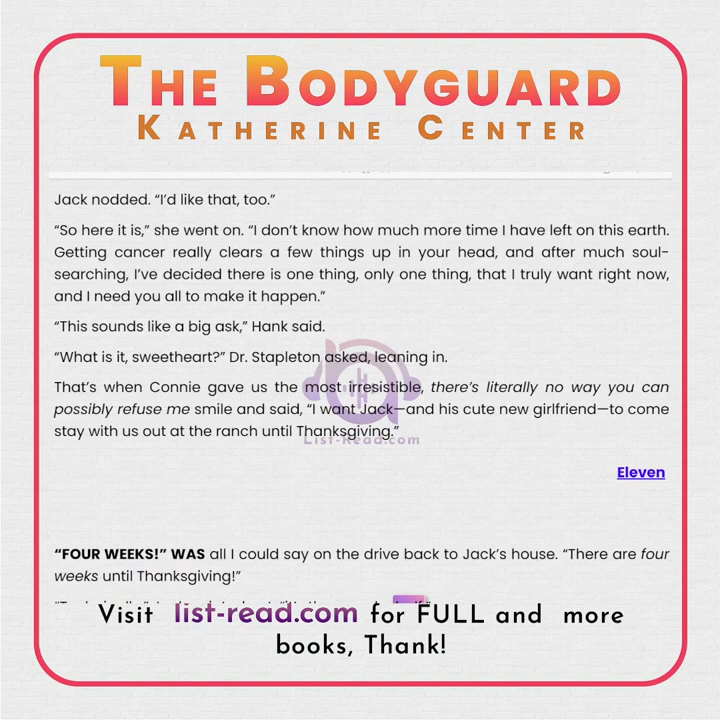 THE BODYGUARD
KATHERINE CENTER
Jack nodded. “I’d like that, too.”
“So here it is,” she went on. “I don’t know how much more time I have left on this earth.
Getting cancer really clears a few things up in your head, and after much soul-
searching, I’ve decided there is one thing, only one thing, that I truly want right now,
and I need you all to make it happen.”
“This sounds like a big ask,” Hank said.
“What is it, sweetheart?” Dr. Stapleton asked, leaning in.
That’s when Connie gave us the most irresistible, there’s literally no way you can
possibly refuse me smile and said, “I want Jack—and his cute new girlfriend—to come
stay with us out at the ranch until Thanksgiving.”
List-Read.com
Eleven
“FOUR WEEKS!” WAS all I could say on the drive back to Jack’s house. “There are four
weeks until Thanksgiving!”
Visit list-read.com for FULL and more
books, Thank!